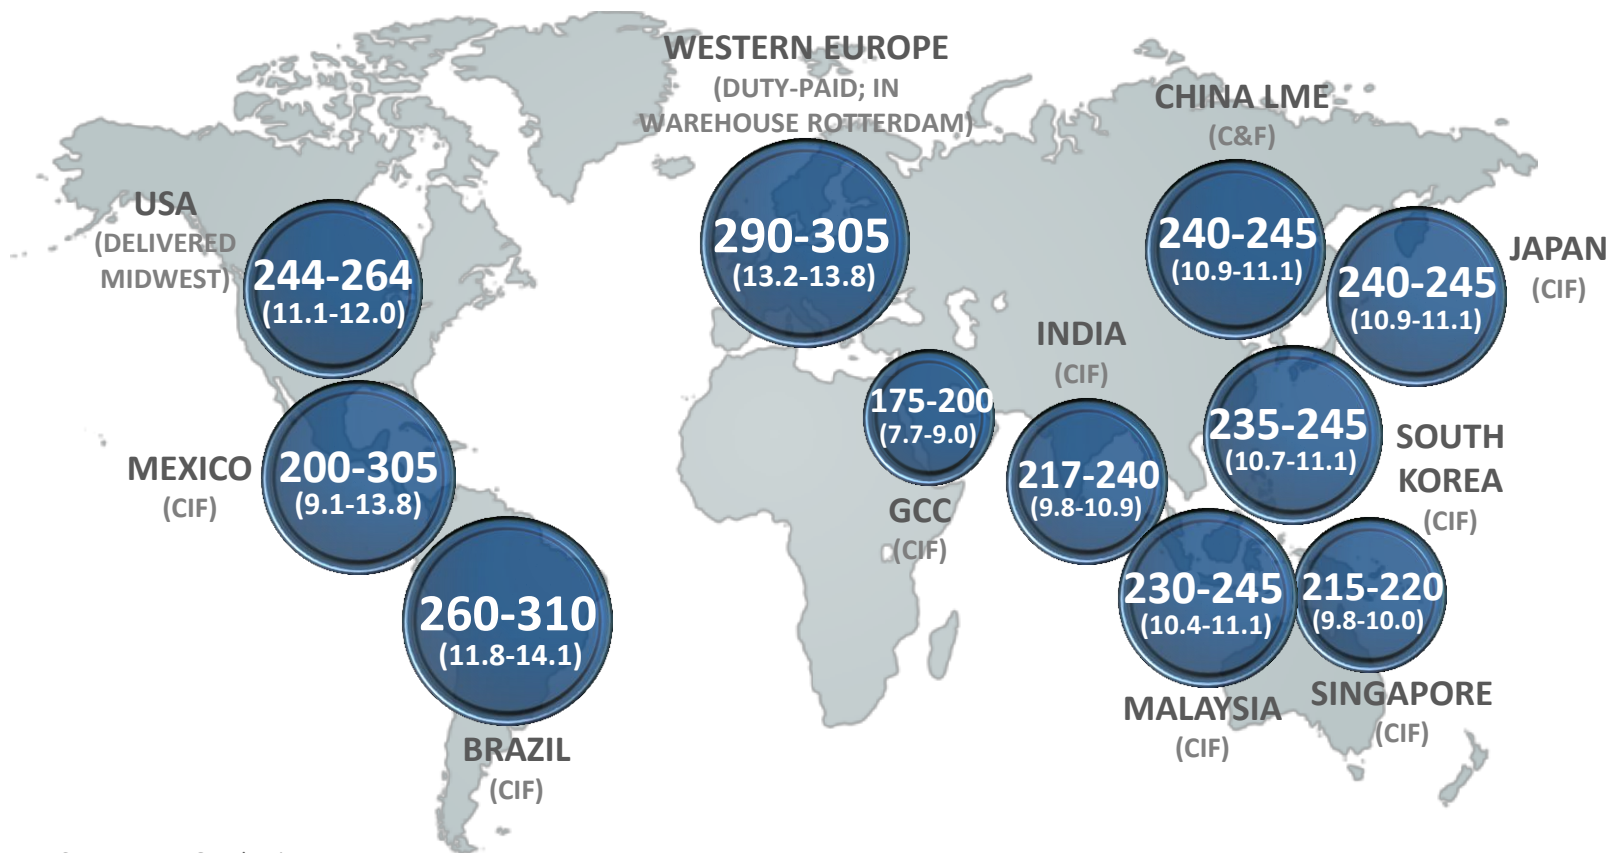 WESTERN EUROPE
(DUTY-PAID; IN
WAREHOUSE ROTTERDAM)
290-305
(13.2-13.8)
CHINA LME
(C&F)
240-245
(10.9-11.1)
JAPAN
(CIF)
240-245
(10.9-11.1)
USA
(DELIVERED
MIDWEST)
244-264
(11.1-12.0)
INDIA
(CIF)
217-240
(9.8-10.9)
175-200
(7.7-9.0)
GCC
(CIF)
235-245
(10.7-11.1)
SOUTH
KOREA
(CIF)
MEXICO
(CIF)
200-305
(9.1-13.8)
260-310
(11.8-14.1)
BRAZIL
(CIF)
230-245
(10.4-11.1)
MALAYSIA
(CIF)
215-220
(9.8-10.0)
SINGAPORE
(CIF)